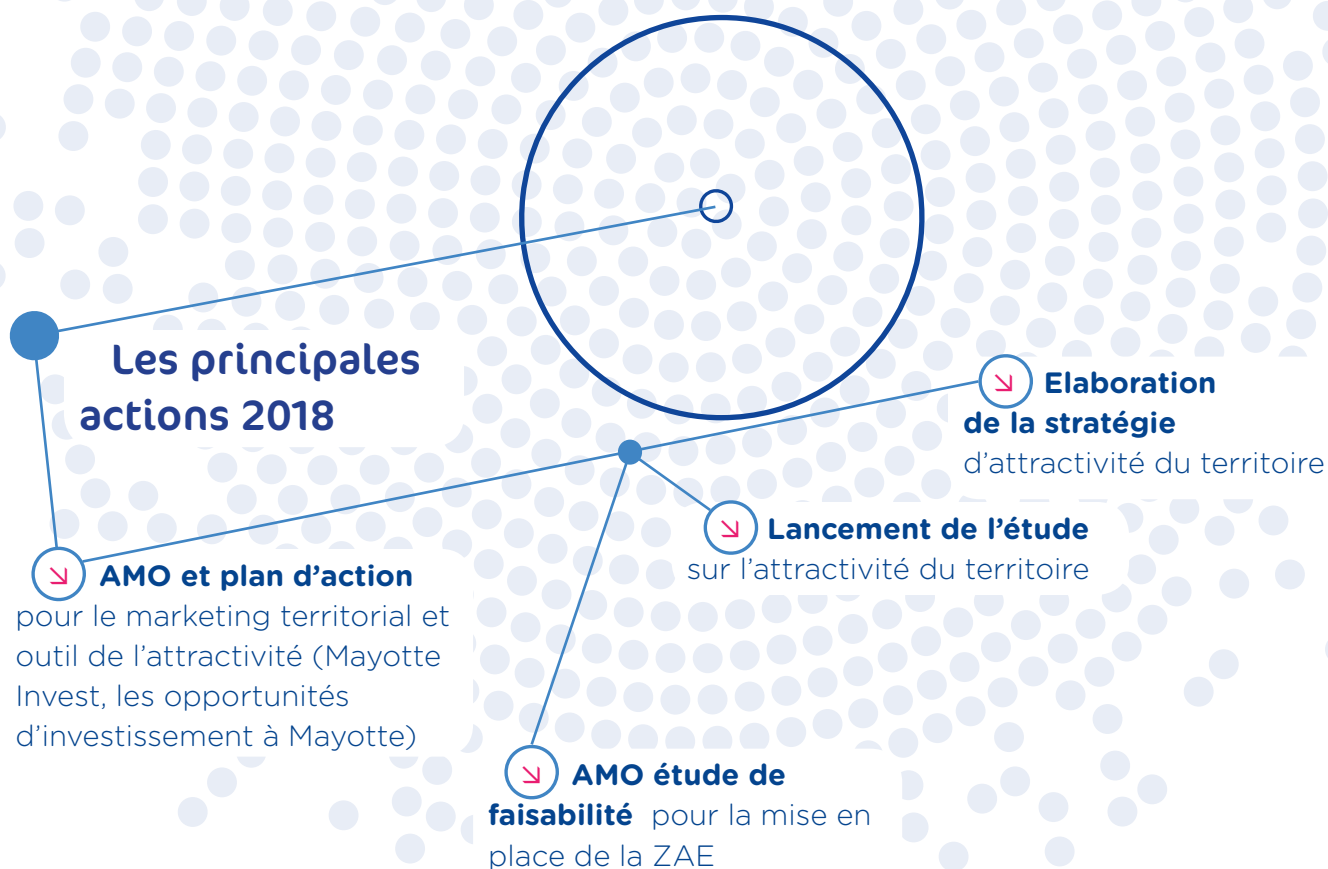 Les principales
actions 2018
Elaboration
de la stratégie
d'attractivité du territoire
Lancement de l'étude
sur l'attractivité du territoire
AMO et plan d'action
pour le marketing territorial et
outil de l'attractivité (Mayotte
Invest, les opportunités
d'investissement à Mayotte)
AMO étude de
faisabilité pour la mise en
place de la ZAE